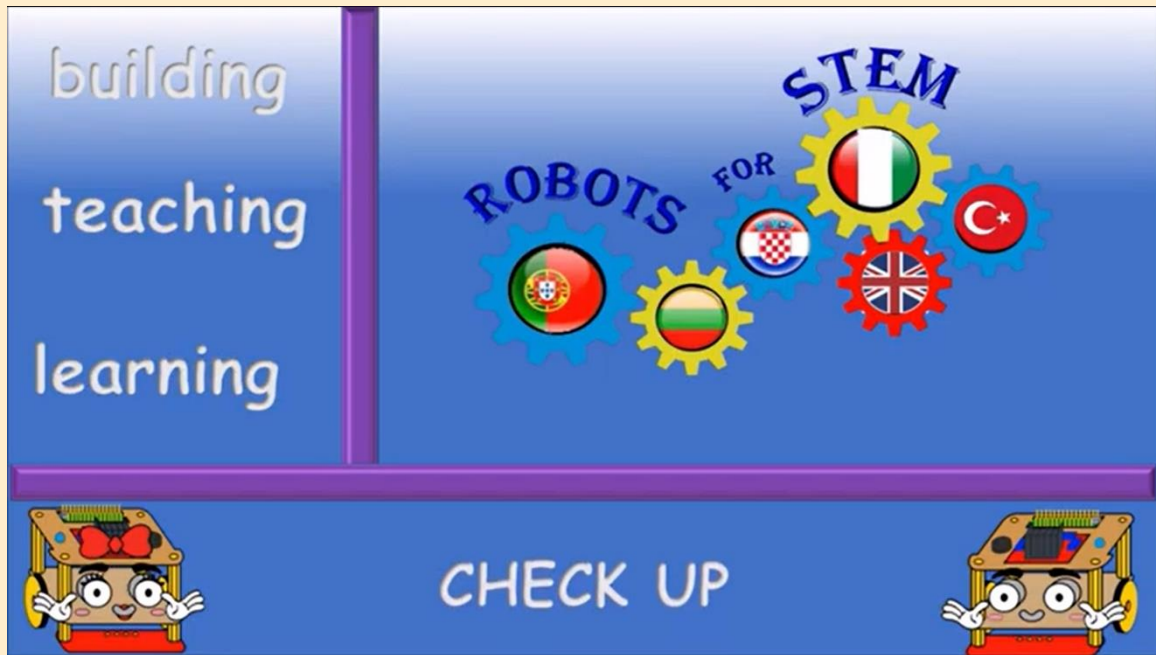 building
teaching
learning
ROBOTS FOR STEM
CHECK UP